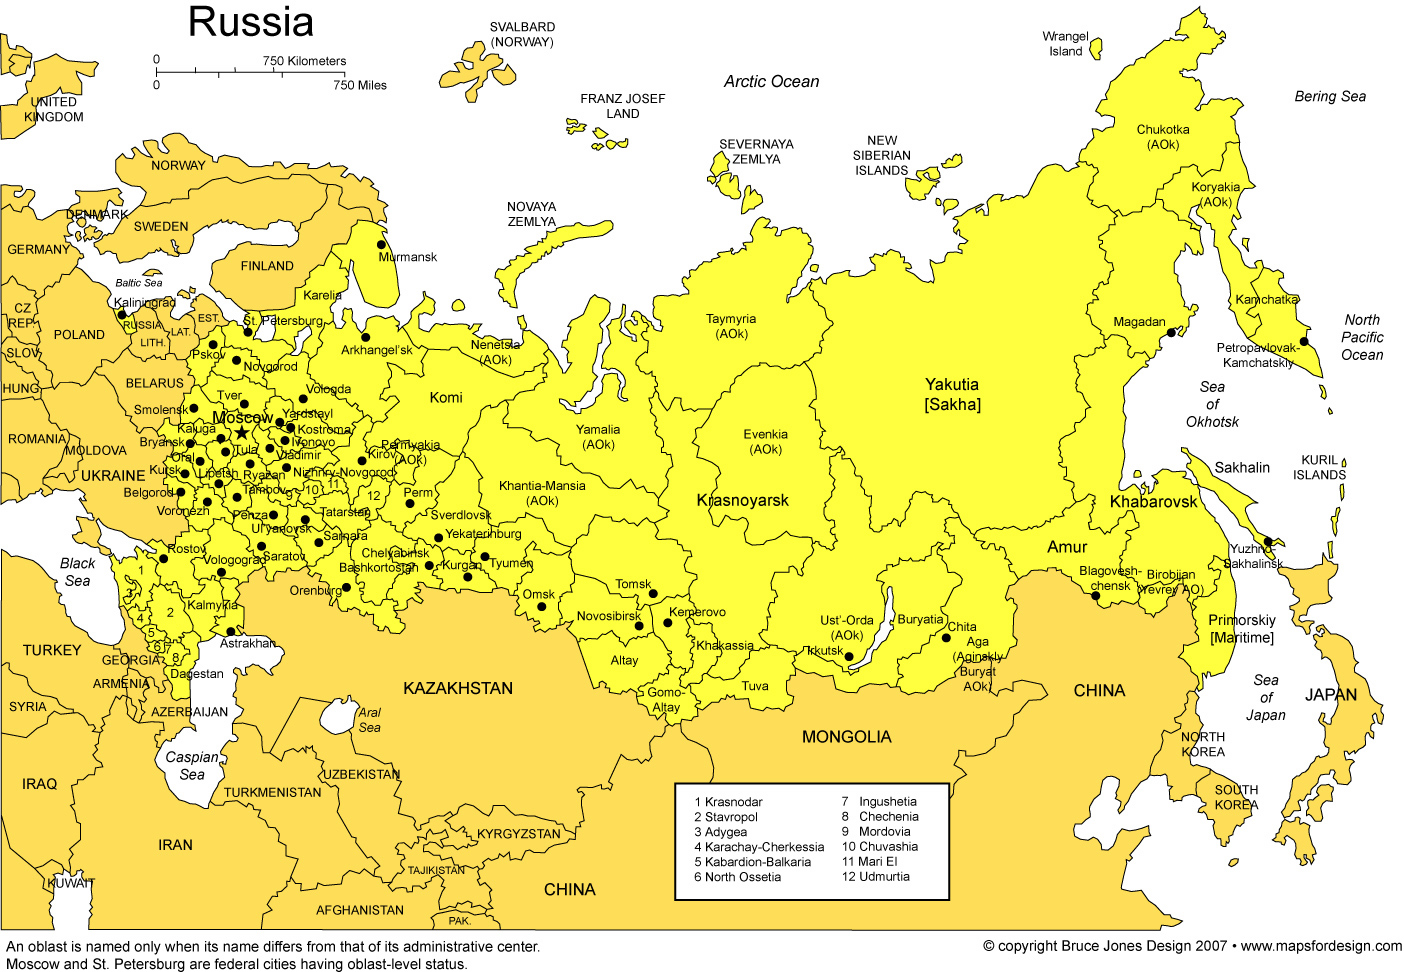 Russia
0
750 Kilometers
0
750 Miles
SVALBARD
(NORWAY)
Wrangel
Island
Arctic Ocean
Bering Sea
UNITED
KINGDOM
FRANZ JOSEF
LAND
SEVERNAYA
ZEMLYA
NEW
SIBERIAN
ISLANDS
Chukotka
(AOk)
NORWAY
Koryakia
(AOk)
NOVAYA
ZEMLYA
DENMARK
SWEDEN
GERMANY
FINLAND
Murmansk
Baltic Sea
Kaliningrad
Karelia
CZ
REP.
POLAND
RUSSIA
LAT.
EST.
LITH.
St. Petersburg
Arkhangel'sk
Nenetsia
(AOk)
Taymyria
(AOk)
Magadan
Kamchatka
Petropavlovak-
Kamchatskiy
North
Pacific
Ocean
SLOV.
Pskov
Novgorod
HUNG.
BELARUS
Tver
Vologda
Komi
Yakutia
[Sakha]
Sea
of
Okhotsk
Smolensk
Moscow
Yardstayl
Kostroma
Kaluga
Ivonovo
ROMANIA
MOLDOVA
Bryansk
Tula
Vladimir
Kirov
Permyakia
(AOk)
Yamalia
(AOk)
Evenkia
(AOk)
Oral
UKRAINE
Kursk
Lipetsh
Ryazan
Nizhnry-Novgorod
Sakhalin
KURIL
ISLANDS
Belgorod
Tambov
9
10
11
12
Perm
Khantia-Mansia
(AOk)
Krasnoyarsk
Khabarovsk
Voronezh
Penza
Tatarstan
Sverdlovsk
Ul'yanovsk
Samara
Yekaterinburg
Rostov
Vologograd
Saratov
Chelyabinsk
Bashkortostan
Kurgan
Tyumen
Amur
Yuzhno-
Sakhalinsk
Black
Sea
1
3
2
4
5
6
7
8
Kalmykia
Orenburg
Omsk
Tomsk
Novosibirsk
Kemerovo
Blagovesh-
chensk
Birobijan
(Yevrey AO)
Astrakhan
Ust'-Orda
(AOk)
Irkutsk
Buryatia
Chita
Aga
(Aginskly
Buryat
AOk)
Primorskiy
[Maritime]
TURKEY
GEORGIA
ARMENIA
Dagestan
Altay
Khakassia
Gorno-
Altay
Tuva
AZERBAIJAN
KAZAKHSTAN
CHINA
Sea
of
Japan
JAPAN
SYRIA
Aral
Sea
MONGOLIA
Caspian
Sea
NORTH
KOREA
IRAQ
UZBEKISTAN
TURKMENISTAN
SOUTH
KOREA
IRAN
KYRGYZSTAN
TAJIKISTAN
KUWAIT
AFGHANISTAN
PAK.
CHINA
1 Krasnodar
2 Stavropol
3 Adygea
4 Karachay-Cherkessia
5 Kabardion-Balkaria
6 North Ossetia
7 Ingushetia
8 Chechenia
9 Mordovia
10 Chuvashia
11 Mari El
12 Udmurtia
An oblast is named only when its name differs from that of its administrative center.
Moscow and St. Petersburg are federal cities having oblast-level status.
© copyright Bruce Jones Design 2007 • www.mapsfordesign.com